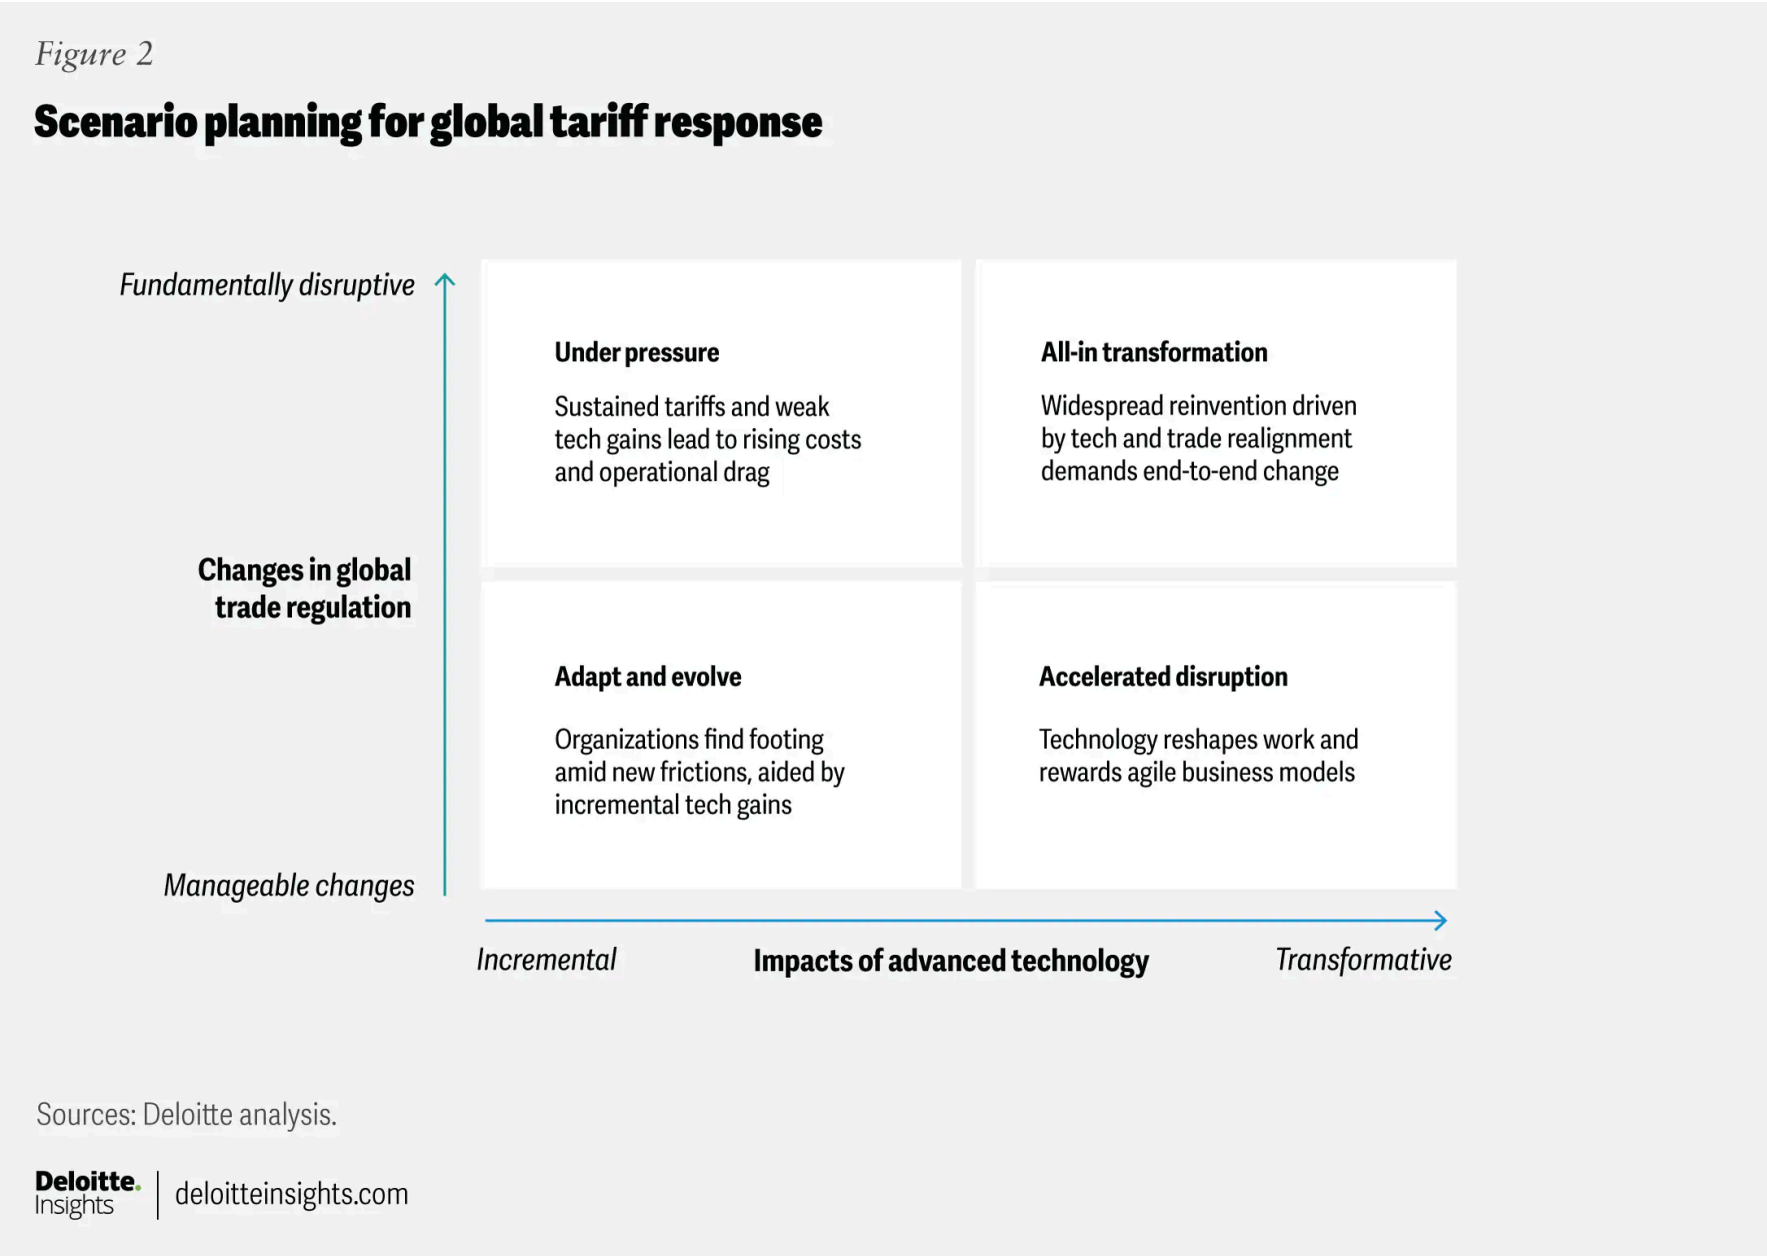 Figure 2
Scenario planning for global tariff response
Fundamentally disruptive
Under pressure
Sustained tariffs and weak
tech gains lead to rising costs
and operational drag
All-in transformation
Widespread reinvention driven
by tech and trade realignment
demands end-to-end change
Changes in global
trade regulation
Adapt and evolve
Organizations find footing
amid new frictions, aided by
incremental tech gains
Accelerated disruption
Technology reshapes work and
rewards agile business models
Manageable changes
Incremental
Impacts of advanced technology
Transformative
Sources: Deloitte analysis.
Deloitte.
Insights
deloitteinsights.com